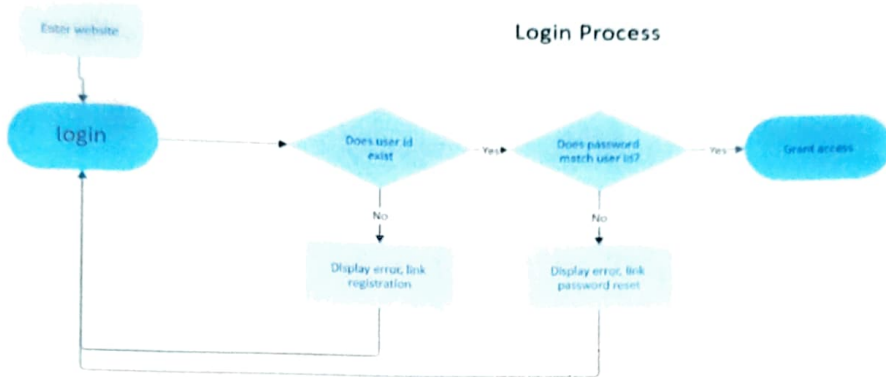 Login Process
Enter website
login
Does user id
exist
Yes
Does password
match user id?
Yes
Grant access
No
No
Display error, link
registration
Display error, link
password reset